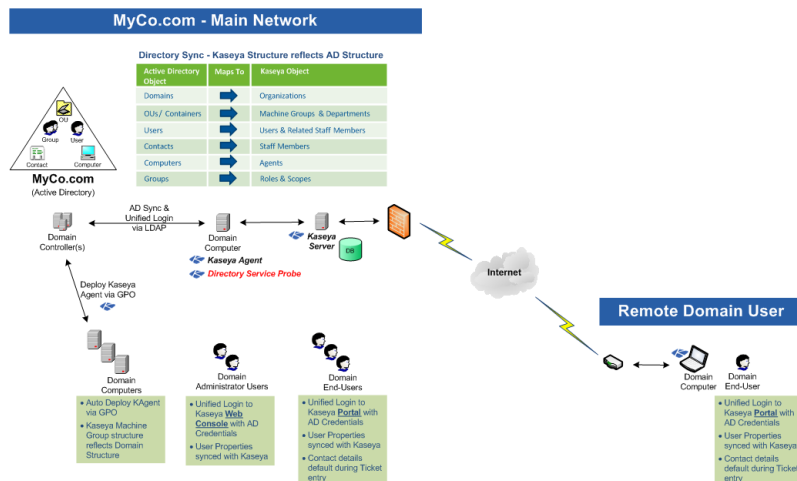 MyCo.com - Main Network
Directory Sync - Kaseya Structure reflects AD Structure
Active Directory Object
Maps To
Kaseya Object
Domains
Organizations
OUs/ Containers
Machine Groups & Departments
Users
Users & Related Staff Members
Contacts
Staff Members
Computers
Agents
Groups
Roles & Scopes
OU
Group
User
Contact
Computer
MyCo.com
(Active Directory)
AD Sync &
Unified Login
via LDAP
Domain
Controller(s)
Domain
Computer
Kaseya Agent
Directory Service Probe
Kaseya
Server
DB
Internet
Deploy Kaseya
Agent via GPO
Remote Domain User
Domain
Computers
• Auto Deploy KAgent
via GPO
• Kaseya Machine
Group structure
reflects Domain
Structure
Domain
Administrator Users
• Unified Login to
Kaseya Web
Console with AD
Credentials
• User Properties
synced with Kaseya
Domain
End-Users
• Unified Login to
Kaseya Portal with
AD Credentials
• User Properties
synced with Kaseya
• Contact details
default during Ticket
entry
Domain
Computer
Domain
End-User
• Unified Login to
Kaseya Portal with
AD Credentials
• User Properties
synced with Kaseya
• Contact details
default during Ticket
entry